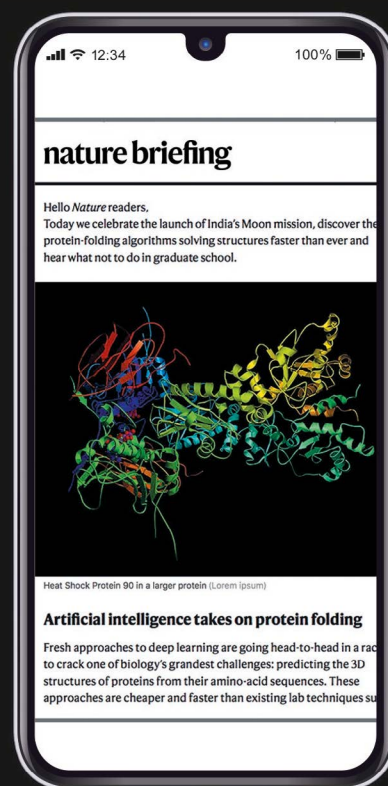 12:34
100%
nature briefing
Hello Nature readers,
Today we celebrate the launch of India's Moon mission, discover the
protein-folding algorithms solving structures faster than ever and
hear what not to do in graduate school.
Heat Shock Protein 90 in a larger protein (Lorem ipsum)
Artificial intelligence takes on protein folding
Fresh approaches to deep learning are going head-to-head in a rac
to crack one of biology's grandest challenges: predicting the 3D
structures of proteins from their amino-acid sequences. These
approaches are cheaper and faster than existing lab techniques su